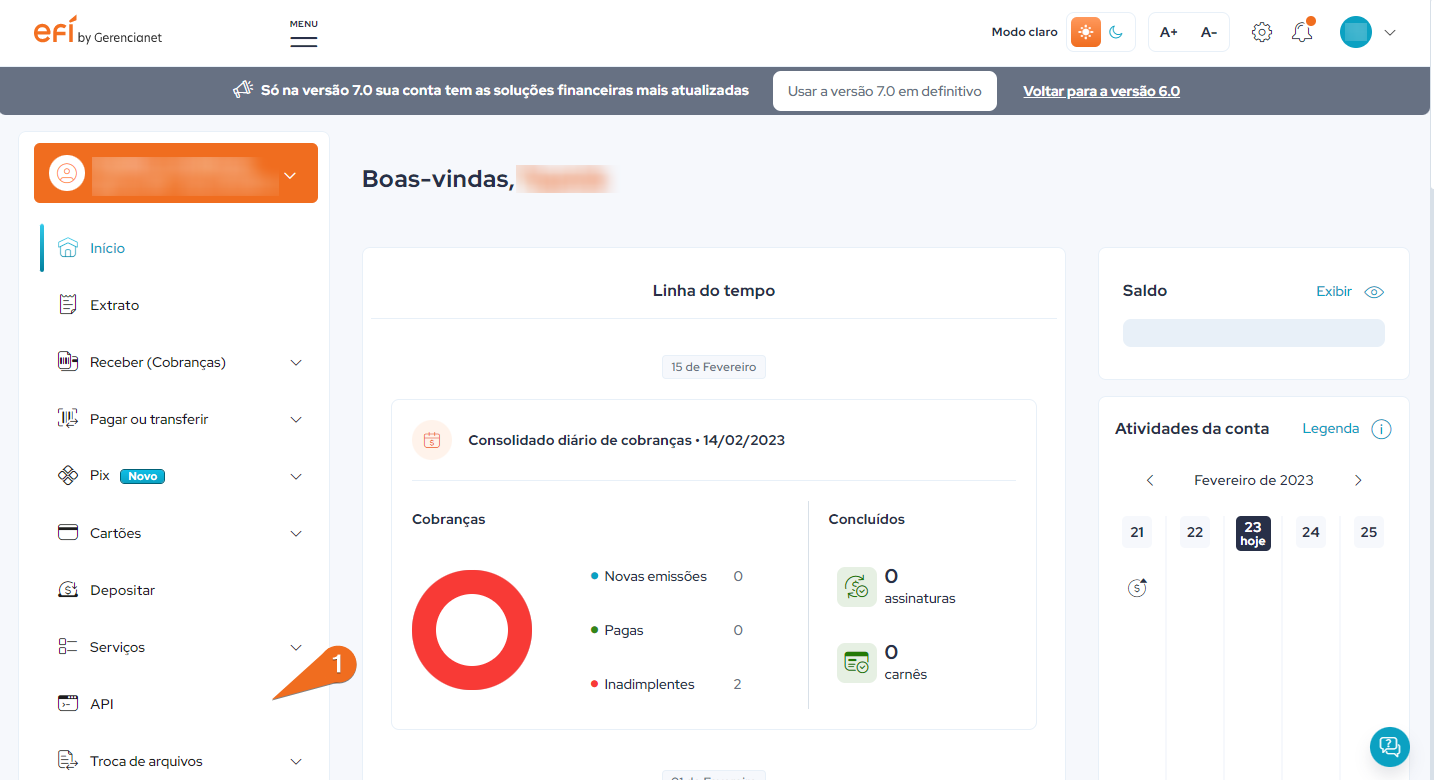 efí by Gerencianet
MENU
Modo claro
A+ A-
Só na versão 7.0 sua conta tem as soluções financeiras mais atualizadas
Usar a versão 7.0 em definitivo
Voltar para a versão 6.0
Início
Extrato
Receber (Cobranças)
Pagar ou transferir
Pix Novo
Cartões
Depositar
Serviços
1
API
Troca de arquivos
Boas-vindas,
Linha do tempo
15 de Fevereiro
Consolidado diário de cobranças • 14/02/2023
Cobranças
Novas emissões 0
Pagas 0
Inadimplentes 2
Concluídos
0
assinaturas
0
carnês
Saldo
Exibir
Atividades da conta
Legenda
Fevereiro de 2023
21 22 23 24 25
hoje